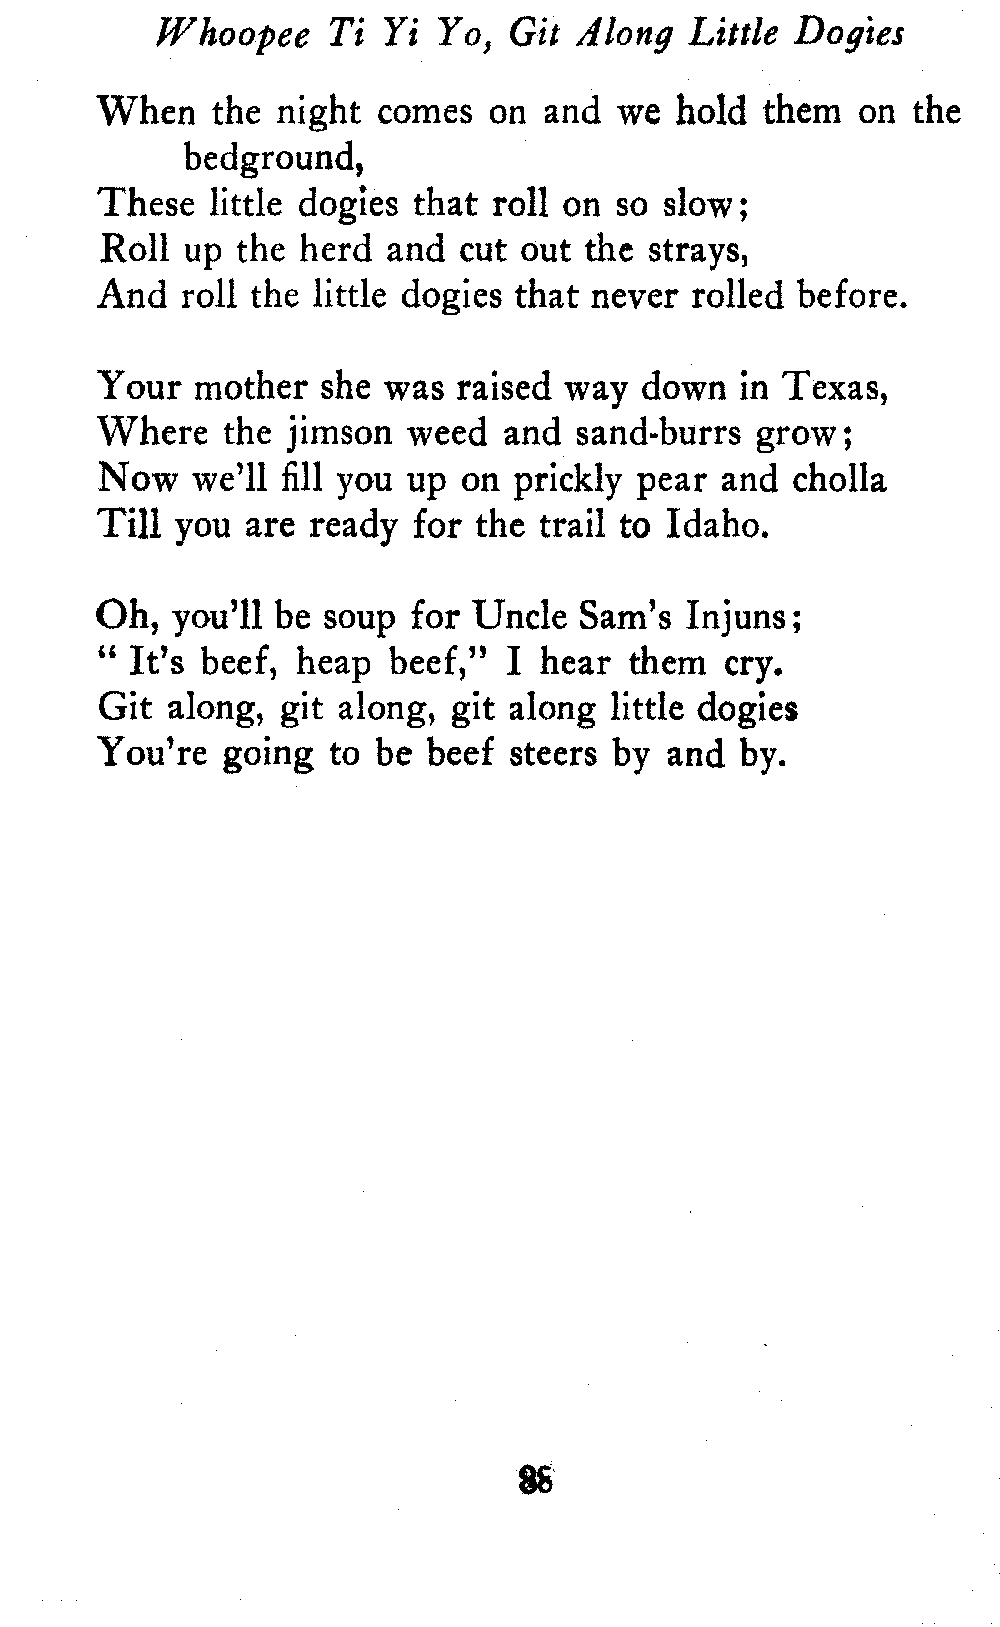 Whoopee Ti Yi Yo, Git Along Little Dogies
When the night comes on and we hold them on the
bedground,
These little dogies that roll on so slow;
Roll up the herd and cut out the strays,
And roll the little dogies that never rolled before.
Your mother she was raised way down in Texas,
Where the jimson weed and sand-burrs grow;
Now we'll fill you up on prickly pear and cholla
Till you are ready for the trail to Idaho.
Oh, you'll be soup for Uncle Sam's Injuns;
“ It's beef, heap beef,” I hear them cry.
Git along, git along, git along little dogies
You're going to be beef steers by and by.